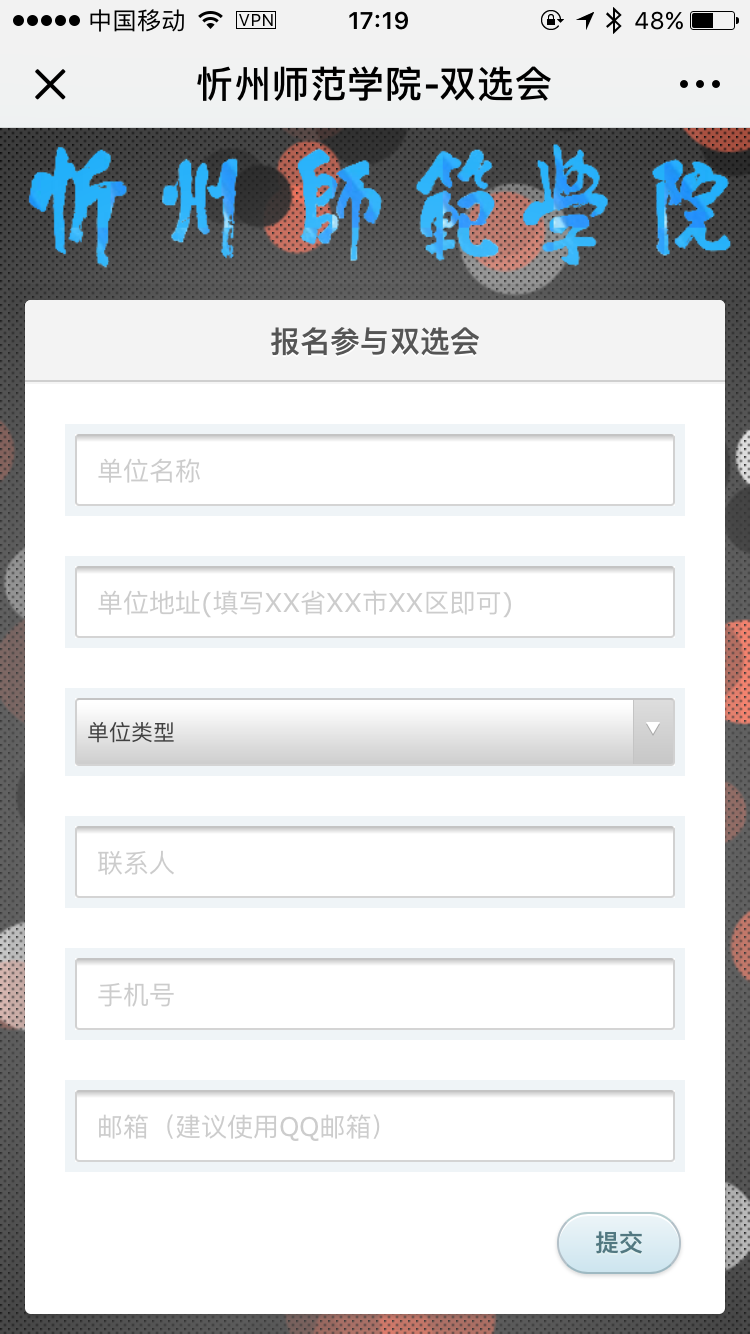 中国移动 VPN 17:19 48%
忻州师范学院-双选会
忻州師範學院
报名参与双选会
单位名称
单位地址(填写XX省XX市XX区即可)
单位类型
联系人
手机号
邮箱（建议使用QQ邮箱）
提交